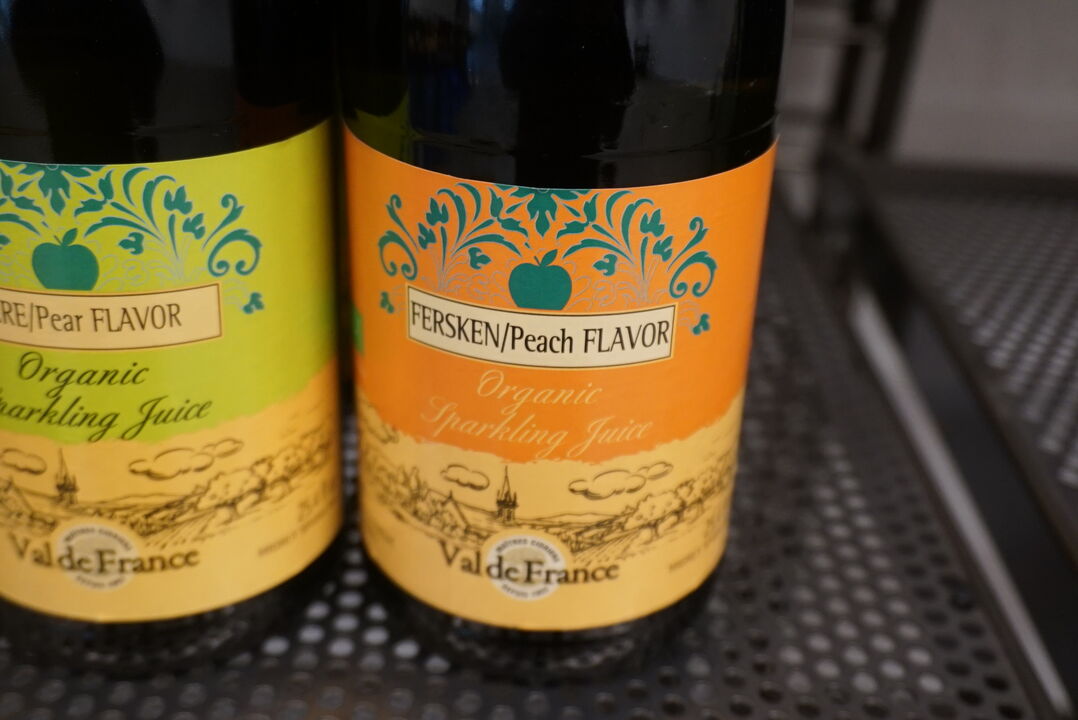 RE/Pear FLAVOR
Organic
Sparkling Juice
Val de France
FERSKEN/Peach FLAVOR
Organic
Sparkling Juice
Val de France